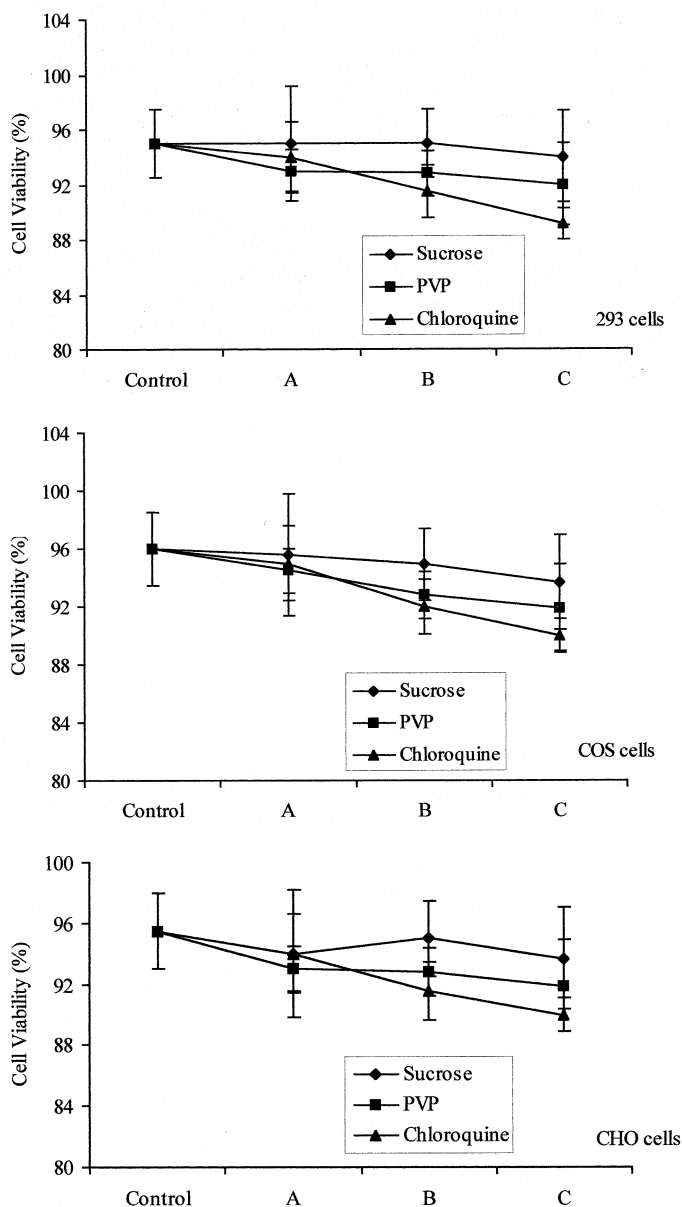 104
100
96
92
88
84
80
Cell Viability (%)
Sucrose
PVP
Chloroquine
293 cells
Control A B C
104
100
96
92
88
84
80
Cell Viability (%)
Sucrose
PVP
Chloroquine
COS cells
Control A B C
100
96
92
88
84
80
Cell Viability (%)
Sucrose
PVP
Chloroquine
CHO cells
Control A B C